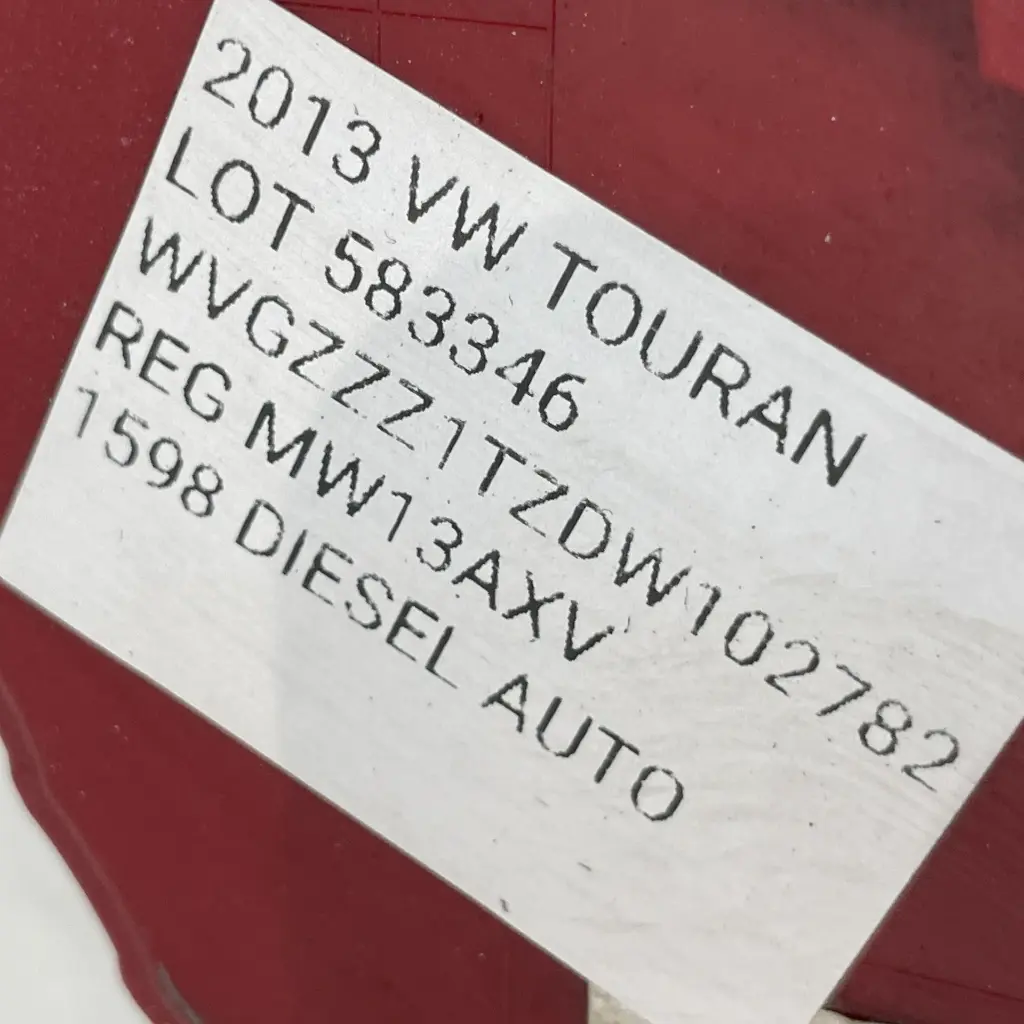 2013 VW TOURAN
LOT 583346
WVGZZZ1TZDW102782
REG MW13AXV
1598 DIESEL AUTO